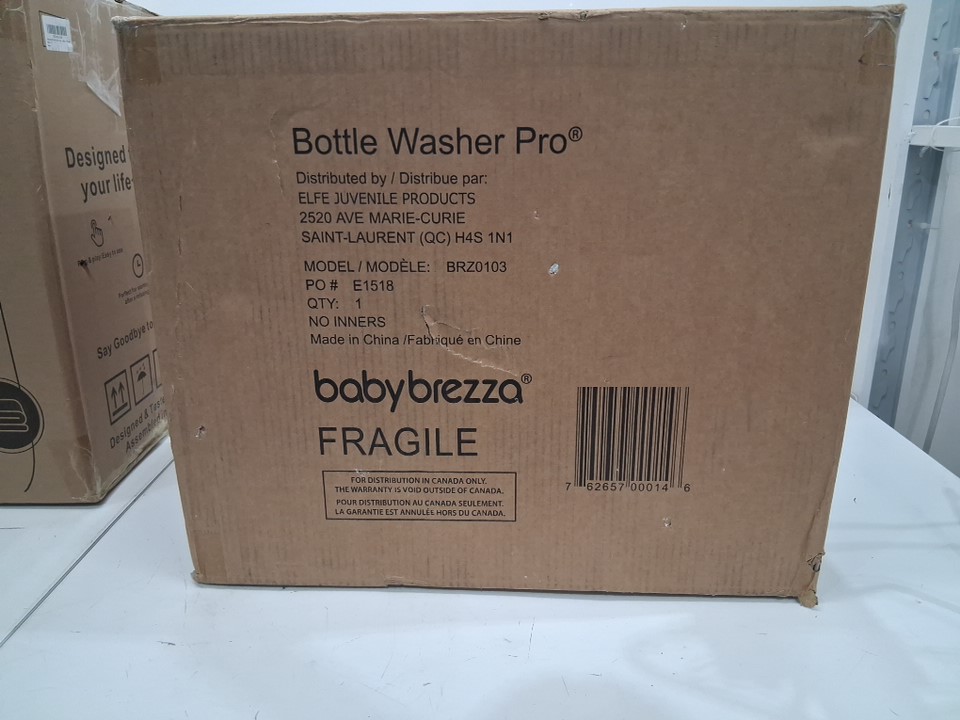 Bottle Washer Pro®
Distributed by / Distribue par:
ELFE JUVENILE PRODUCTS
2520 AVE MARIE-CURIE
SAINT-LAURENT (QC) H4S 1N1
MODEL / MODÈLE: BRZ0103
PO # E1518
QTY: 1
NO INNERS
Made in China /Fabriqué en Chine
babybrezza®
FRAGILE
FOR DISTRIBUTION IN CANADA ONLY.
THE WARRANTY IS VOID OUTSIDE OF CANADA.
POUR DISTRIBUTION AU CANADA SEULEMENT.
LA GARANTIE EST ANNULÉE HORS DU CANADA.
7 62657 00014 6
Designed
your life
Say Goodbye to
Designed &
Assembled